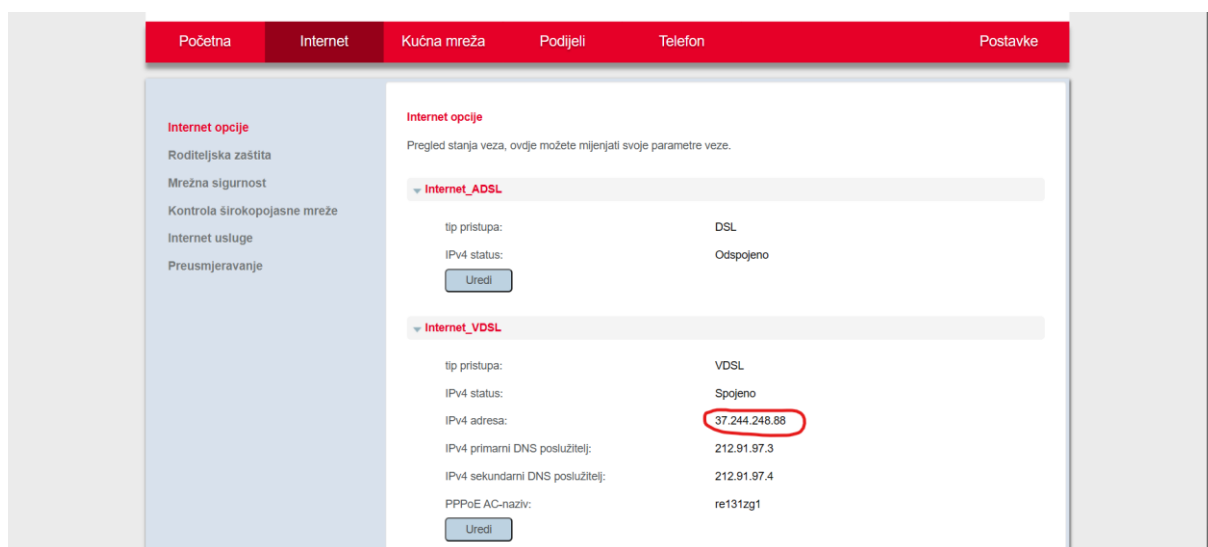 Početna Internet Kućna mreža Podijeli Telefon Postavke
Internet opcije
Roditeljska zaštita
Mrežna sigurnost
Kontrola širokopojasne mreže
Internet usluge
Preusmjeravanje
Internet opcije
Pregled stanja veza, ovdje možete mijenjati svoje parametre veze.
Internet_ADSL
tip pristupa: DSL
IPv4 status: Odspojeno
Uredi
Internet_VDSL
tip pristupa: VDSL
IPv4 status: Spojeno
IPv4 adresa: 37.244.248.88
IPv4 primarni DNS poslužitelj: 212.91.97.3
IPv4 sekundarni DNS poslužitelj: 212.91.97.4
PPPoE AC-naziv: re131zg1
Uredi